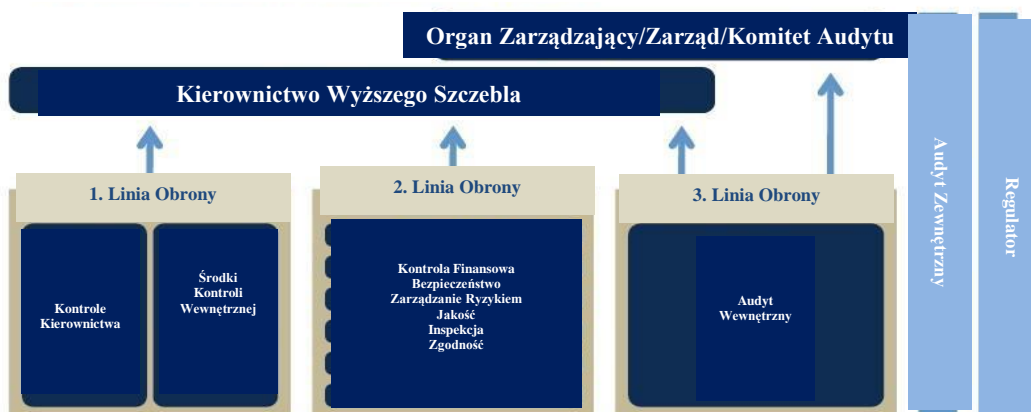 Organ Zarządzający/Zarząd/Komitet Audytu
Kierownictwo Wyższego Szczebla
1. Linia Obrony
Kontrole
Kierownictwa
Środki
Kontroli
Wewnętrznej
2. Linia Obrony
Kontrola Finansowa
Bezpieczeństwo
Zarządzanie Ryzykiem
Jakość
Inspekcja
Zgodność
3. Linia Obrony
Audyt
Wewnętrzny
Audyt Zewnętrzny
Regulator